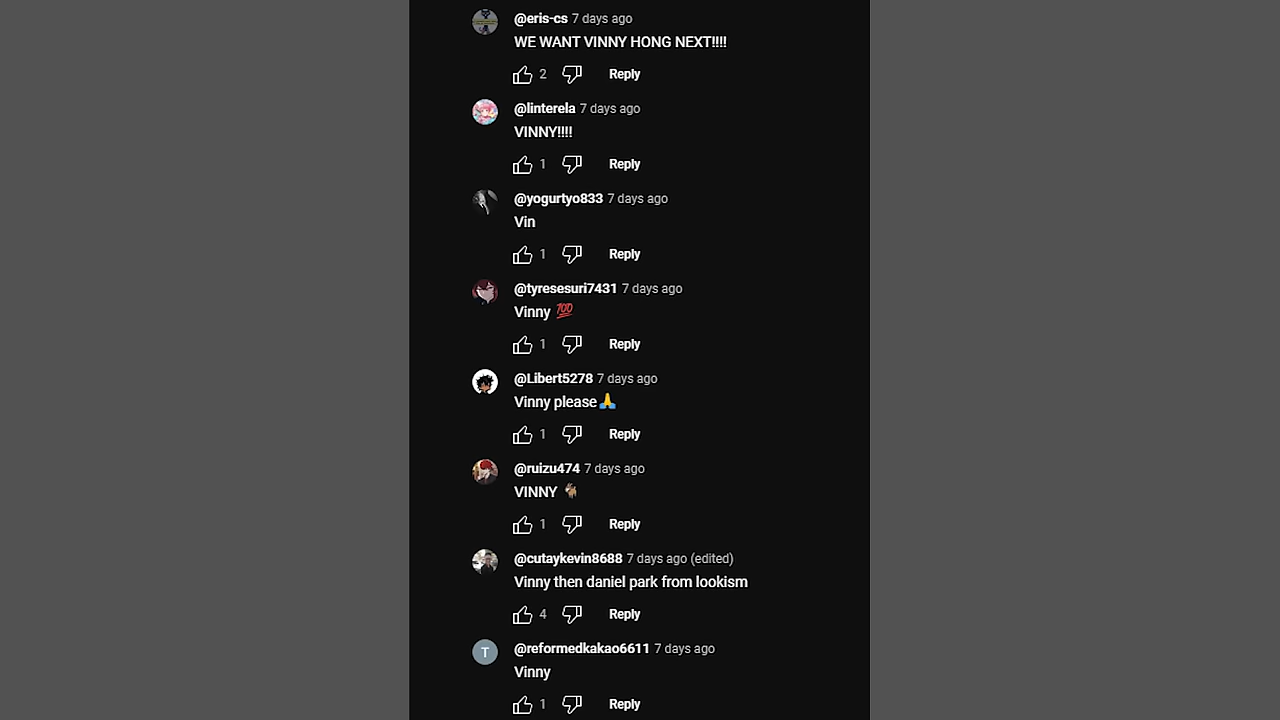 @eris-cs 7 days ago
WE WANT VINNY HONG NEXT!!!!
2 Reply
@linterela 7 days ago
VINNY!!!!
1 Reply
@yogurtyo833 7 days ago
Vin
1 Reply
@tyresesuri7431 7 days ago
Vinny 💯
1 Reply
@Libert5278 7 days ago
Vinny please🙏
1 Reply
@ruizu474 7 days ago
VINNY 🐐
1 Reply
@cutaykevin8688 7 days ago (edited)
Vinny then daniel park from lookism
4 Reply
T @reformedkakao6611 7 days ago
Vinny
1 Reply